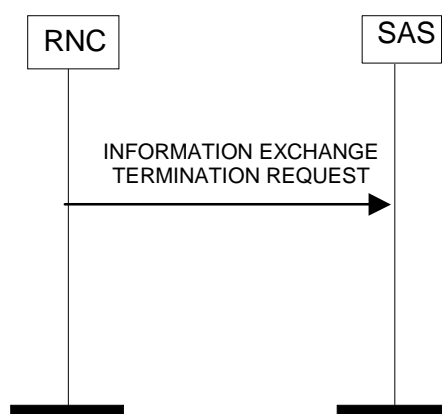 RNC
SAS
INFORMATION EXCHANGE
TERMINATION REQUEST